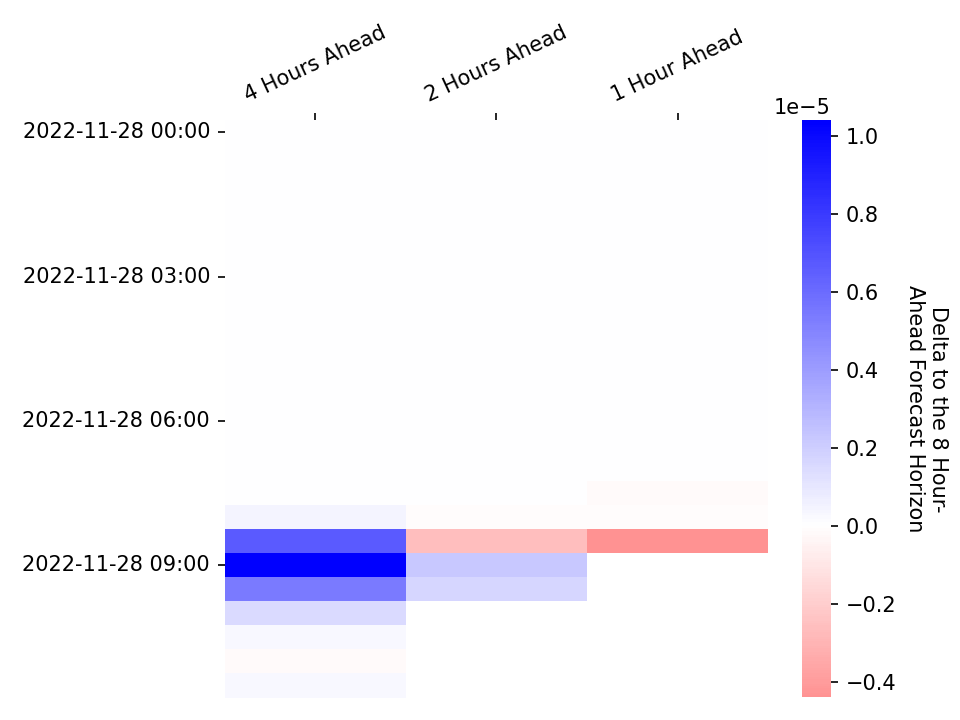 4 Hours Ahead
2 Hours Ahead
1 Hour Ahead
1e−5
2022-11-28 00:00
2022-11-28 03:00
2022-11-28 06:00
2022-11-28 09:00
1.0
0.8
0.6
0.4
0.2
0.0
−0.2
−0.4
Delta to the 8 Hour-
Ahead Forecast Horizon